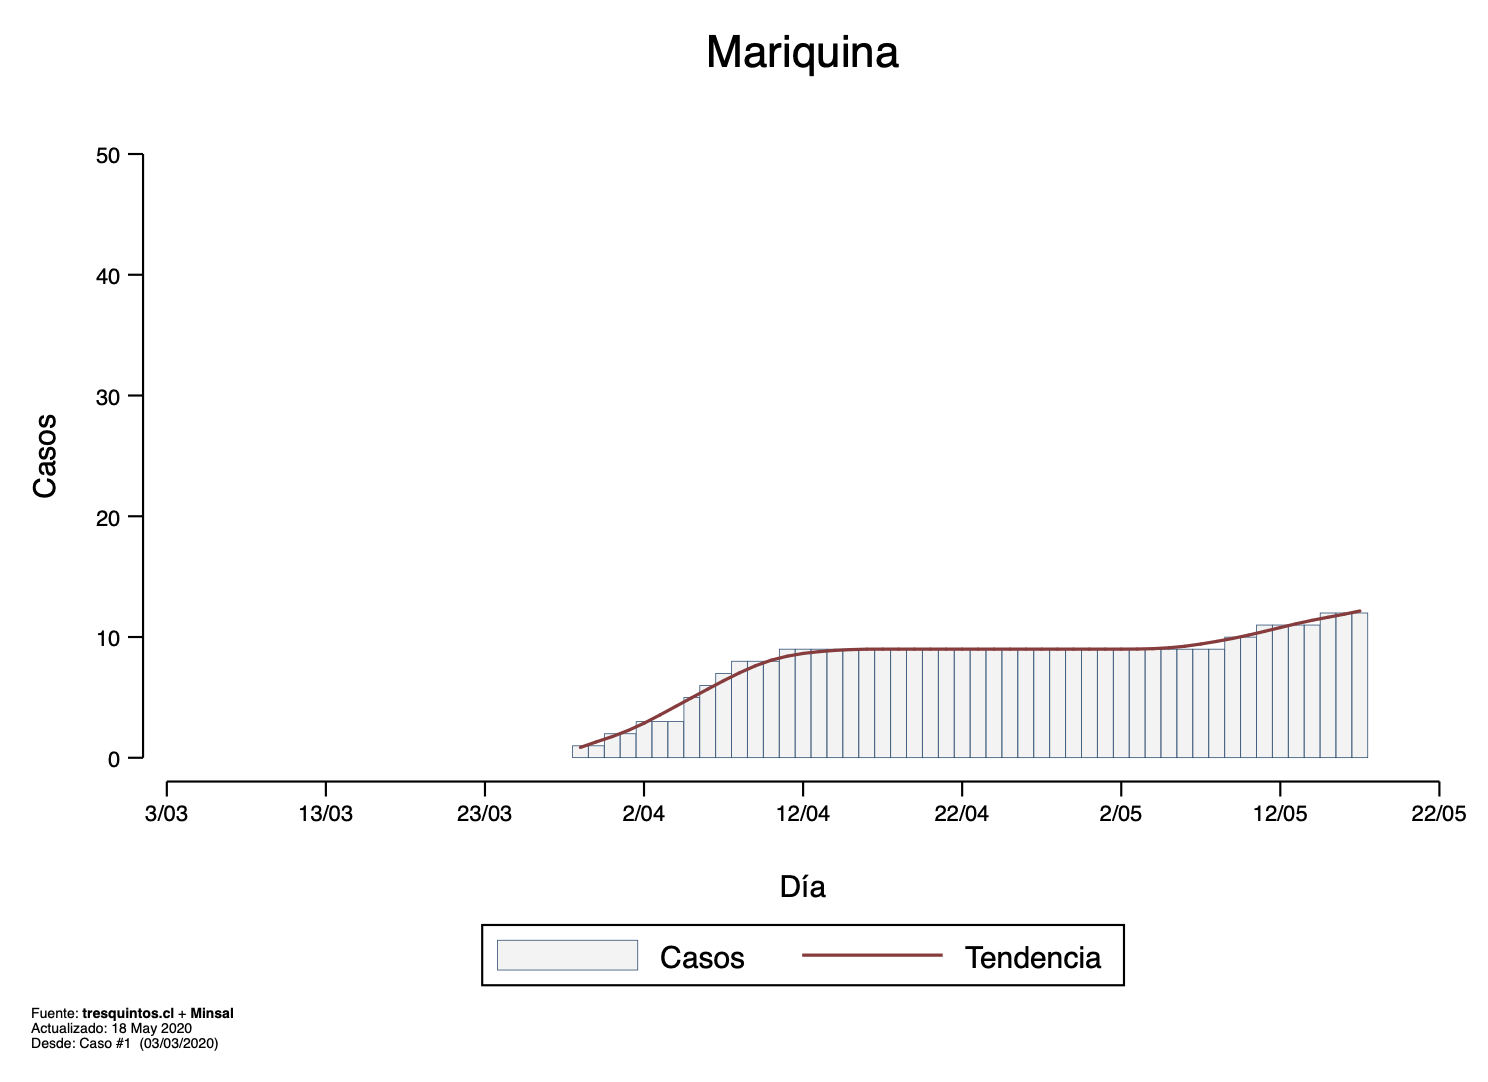 Mariquina
50
40
30
20
10
0
Casos
3/03 13/03 23/03 2/04 12/04 22/04 2/05 12/05 22/05
Día
Casos Tendencia
Fuente: tresquintos.cl + Minsal
Actualizado: 18 May 2020
Desde: Caso #1 (03/03/2020)